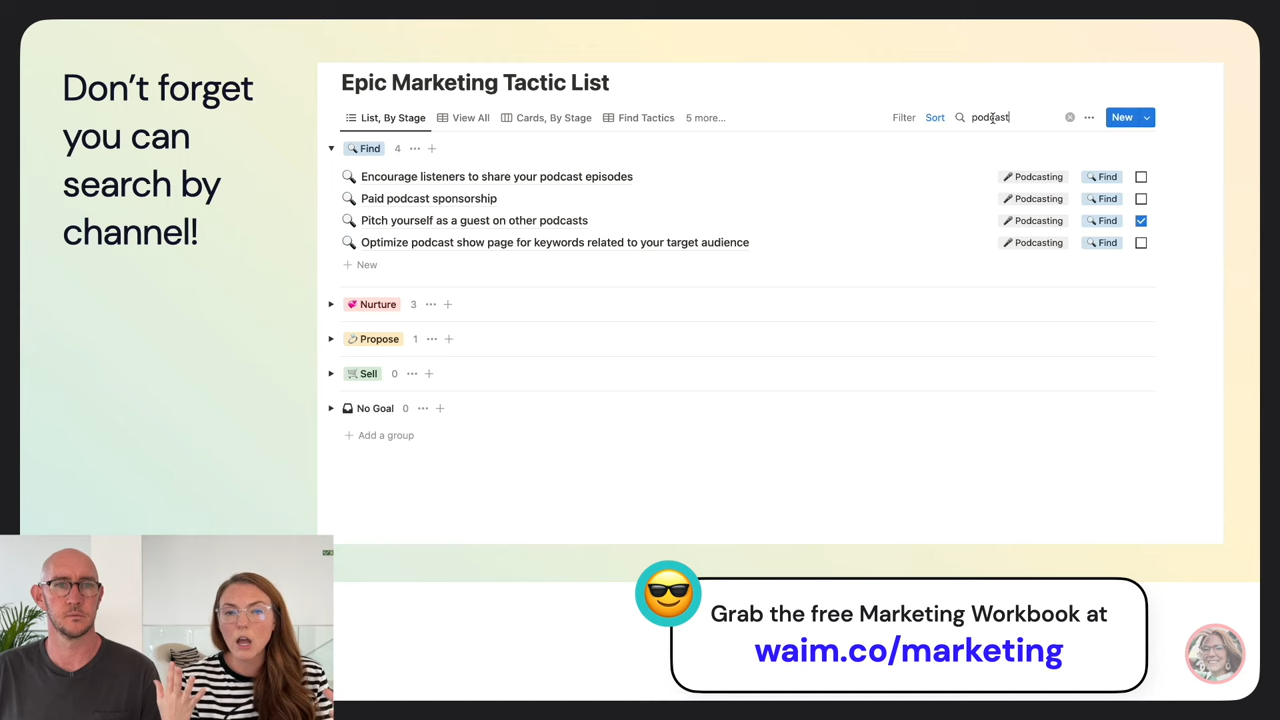 Don't forget
you can
search by
channel!
Epic Marketing Tactic List
List, By Stage View All Cards, By Stage Find Tactics 5 more... Filter Sort podcast New
Find 4
Encourage listeners to share your podcast episodes Podcasting Find
Paid podcast sponsorship Podcasting Find
Pitch yourself as a guest on other podcasts Podcasting Find
Optimize podcast show page for keywords related to your target audience Podcasting Find
+ New
Nurture 3
Propose 1
Sell 0
No Goal 0
+ Add a group
Grab the free Marketing Workbook at
waim.co/marketing